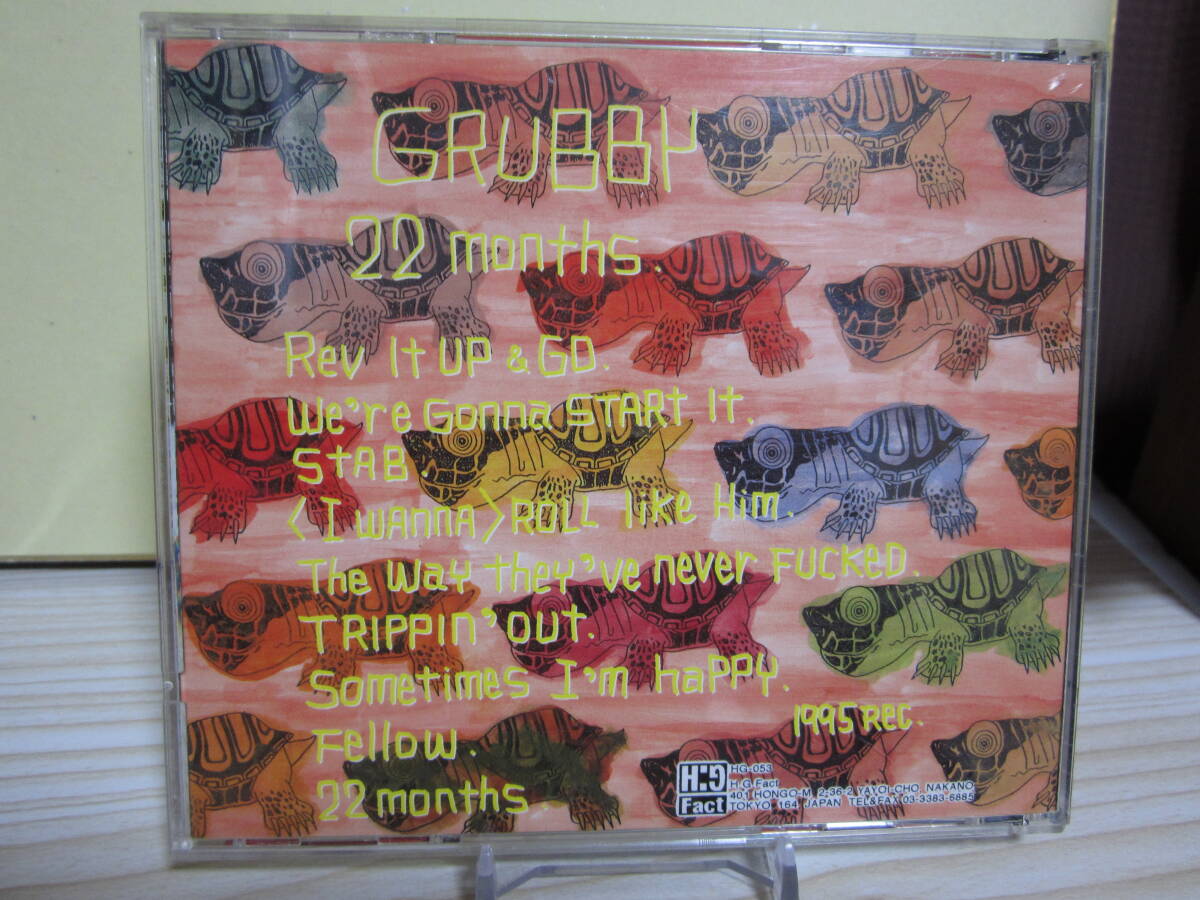 GRUBBY
22 months.
Rev It UP & GO.
We're GonnA STARt It.
StAB
〈I WAnnA〉ROLL like Him.
The WAY they've never FUCKED.
TRIPPIn' OUt.
Sometimes I'm hAPPY.
Fellow.
22 months
1995 REC.
H:G
Fact
HG-053
H:G Fact
401 HONGO-M, 2-36-2 YAYOI-CHO, NAKANO
TOKYO 164, JAPAN TEL&FAX 03-3383-6885